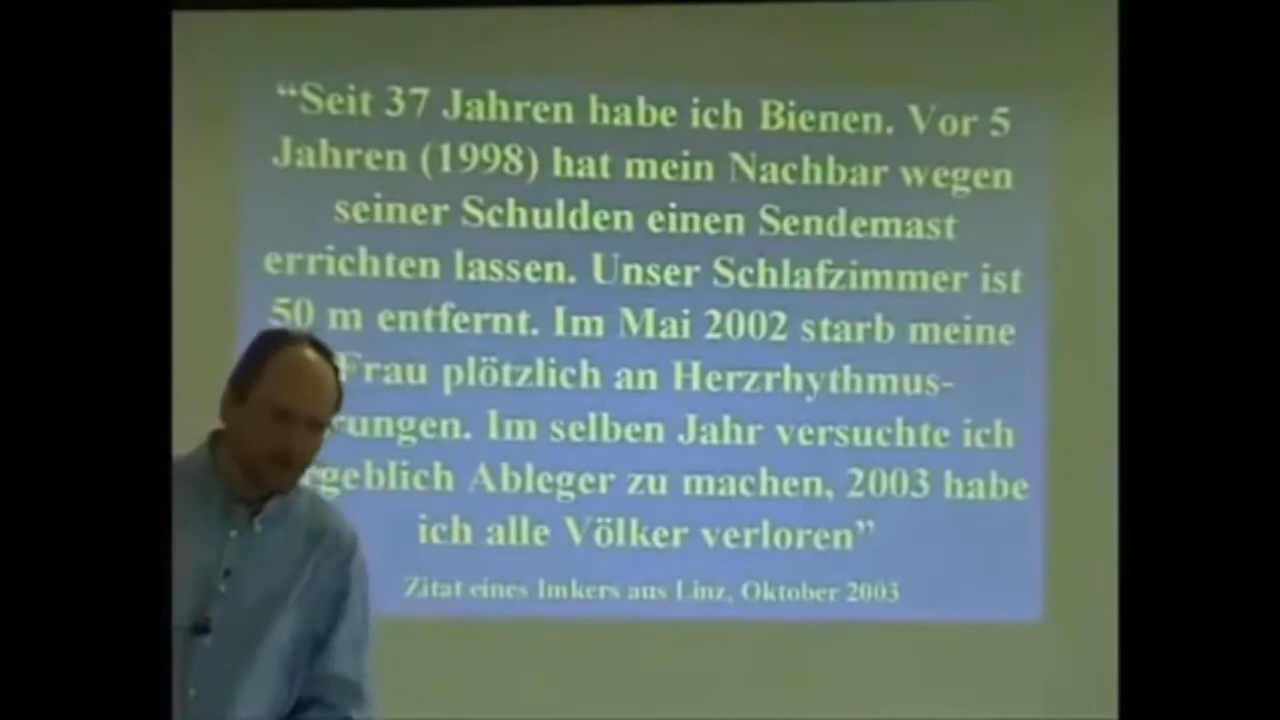 “Seit 37 Jahren habe ich Bienen. Vor 5
Jahren (1998) hat mein Nachbar wegen
seiner Schulden einen Sendemast
errichten lassen. Unser Schlafzimmer ist
50 m entfernt. Im Mai 2002 starb meine
Frau plötzlich an Herzrhythmus-
rungen. Im selben Jahr versuchte ich
geblich Ableger zu machen, 2003 habe
ich alle Völker verloren”
Zitat eines Imkers aus Linz, Oktober 2003